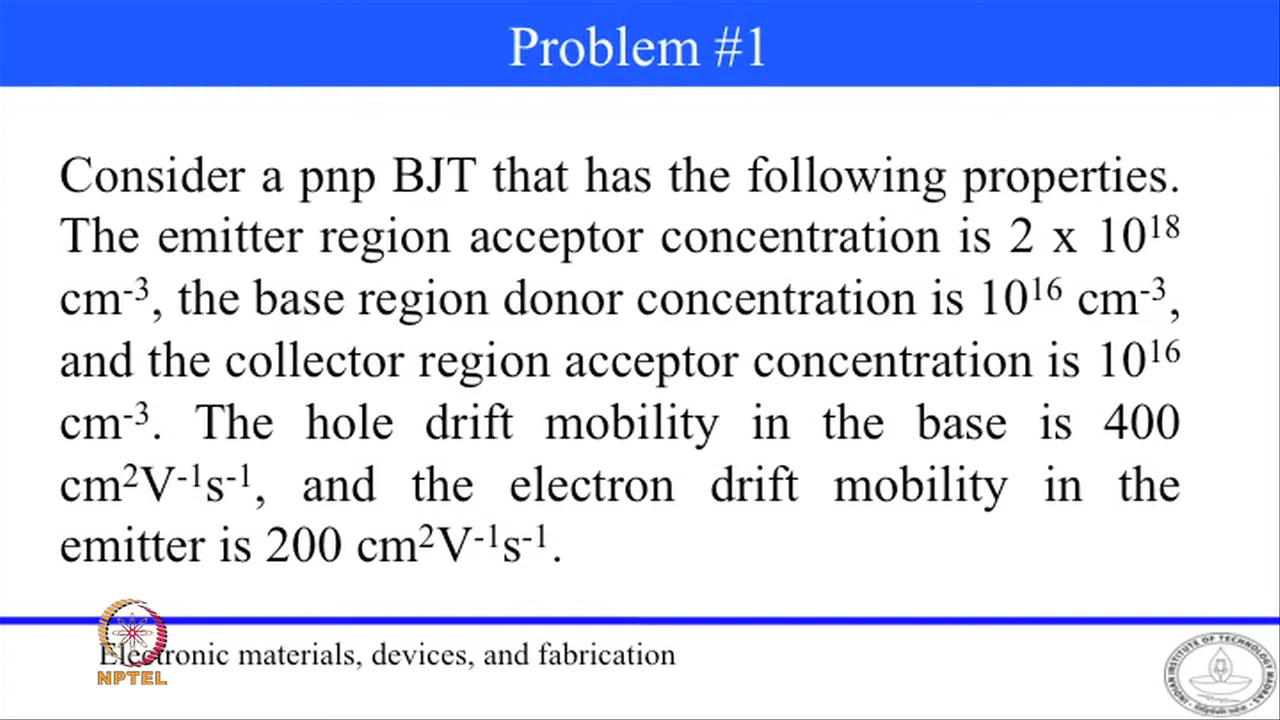 Problem #1
Consider a pnp BJT that has the following properties.
The emitter region acceptor concentration is 2 x 10¹⁸
cm⁻³, the base region donor concentration is 10¹⁶ cm⁻³,
and the collector region acceptor concentration is 10¹⁶
cm⁻³. The hole drift mobility in the base is 400
cm²V⁻¹s⁻¹, and the electron drift mobility in the
emitter is 200 cm²V⁻¹s⁻¹.
Electronic materials, devices, and fabrication
NPTEL